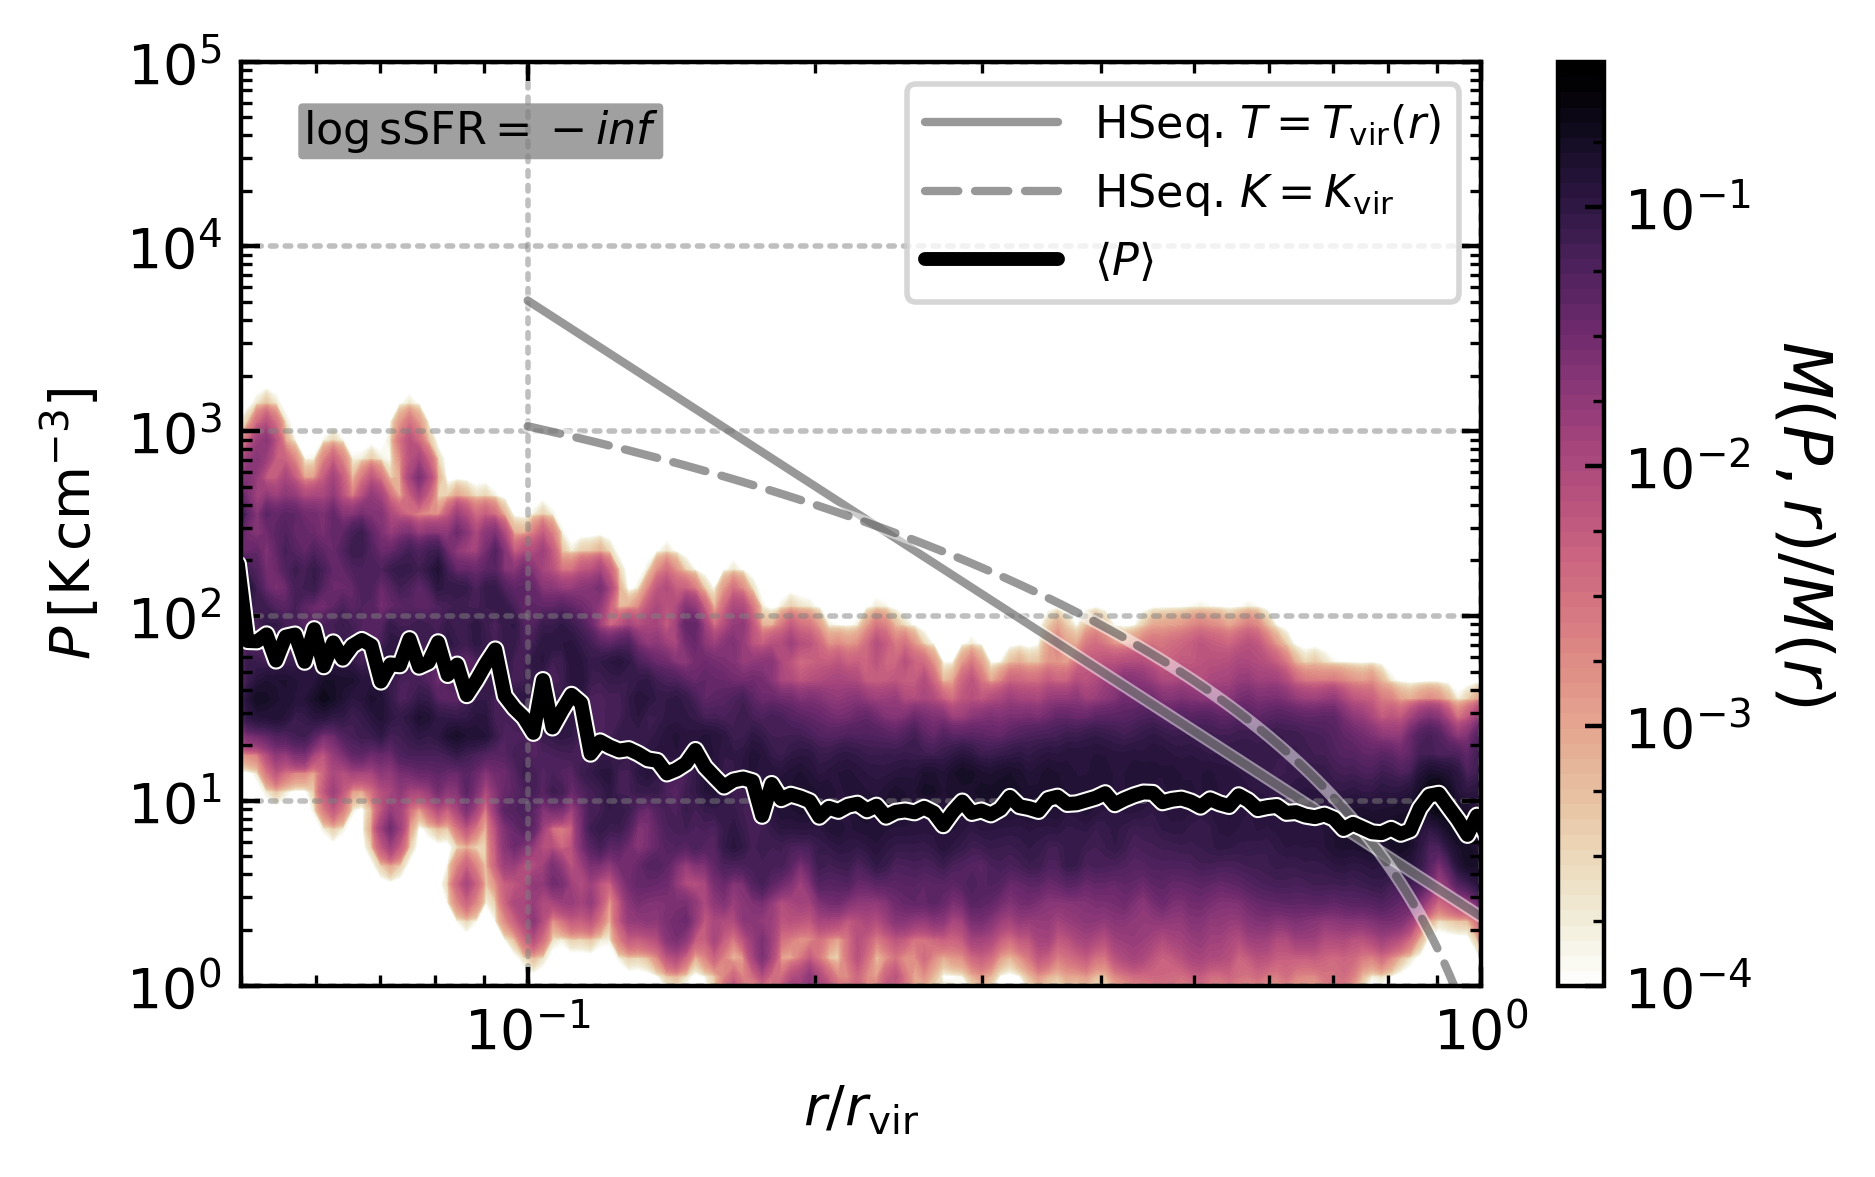 log sSFR = −inf
HSeq. T = T_vir(r)
HSeq. K = K_vir
⟨P⟩
10^5
10^4
10^3
10^2
10^1
10^0
P [K cm^−3]
10^−1
10^0
r/r_vir
10^−1
10^−2
10^−3
10^−4
M(P, r)/M(r)